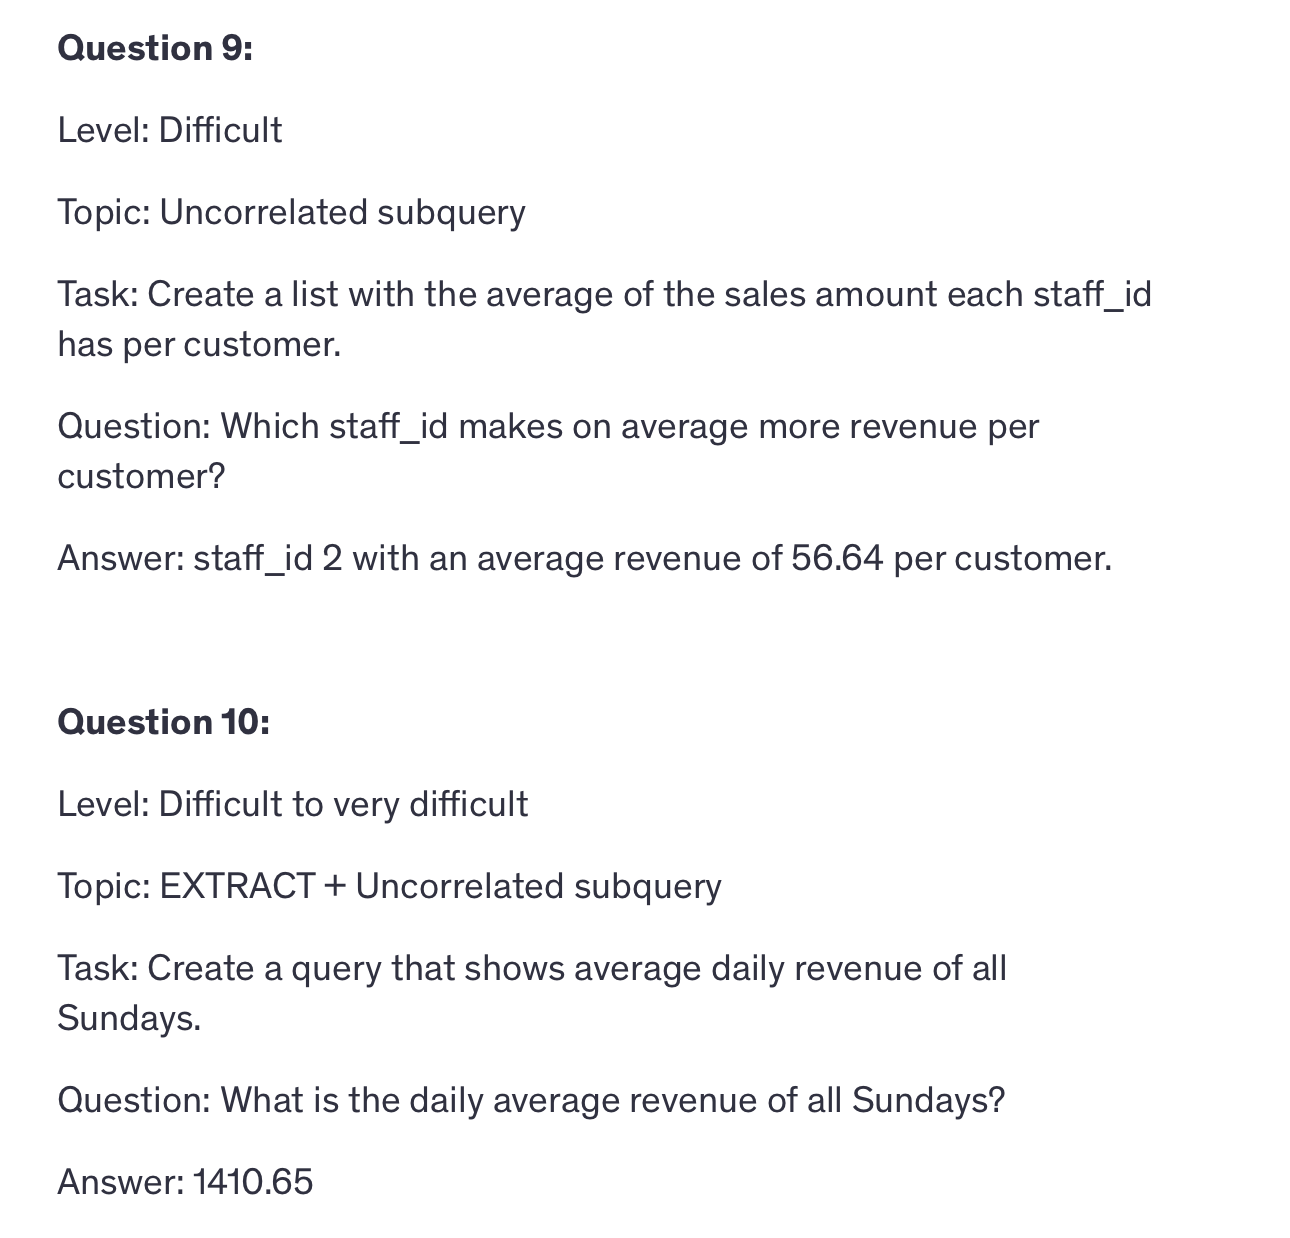 Question 9:
Level: Difficult
Topic: Uncorrelated subquery
Task: Create a list with the average of the sales amount each staff_id
has per customer.
Question: Which staff_id makes on average more revenue per
customer?
Answer: staff_id 2 with an average revenue of 56.64 per customer.
Question 10:
Level: Difficult to very difficult
Topic: EXTRACT + Uncorrelated subquery
Task: Create a query that shows average daily revenue of all
Sundays.
Question: What is the daily average revenue of all Sundays?
Answer: 1410.65